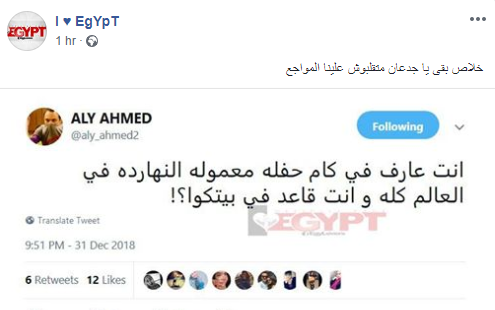 I ♥ EgYpT
1 hr ·
خلاص بقى يا جدعان متقلبوش علينا المواجع
ALY AHMED
@aly_ahmed2
Following
انت عارف في كام حفله معموله النهارده في
العالم كله و انت قاعد في بيتكوا؟!
EGYPT
Translate Tweet
9:51 PM - 31 Dec 2018
6 Retweets 12 Likes